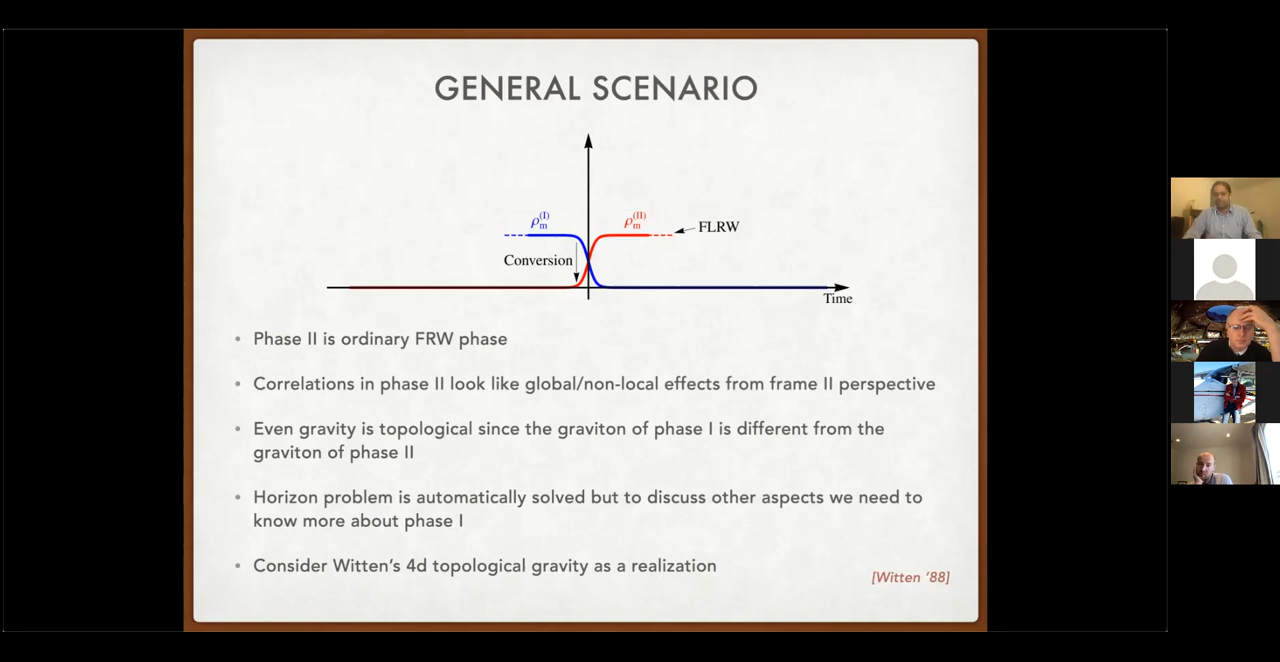 GENERAL SCENARIO
ρm(I)
ρm(II)
FLRW
Conversion
Time
• Phase II is ordinary FRW phase
• Correlations in phase II look like global/non-local effects from frame II perspective
• Even gravity is topological since the graviton of phase I is different from the
graviton of phase II
• Horizon problem is automatically solved but to discuss other aspects we need to
know more about phase I
• Consider Witten’s 4d topological gravity as a realization
[Witten ‘88]